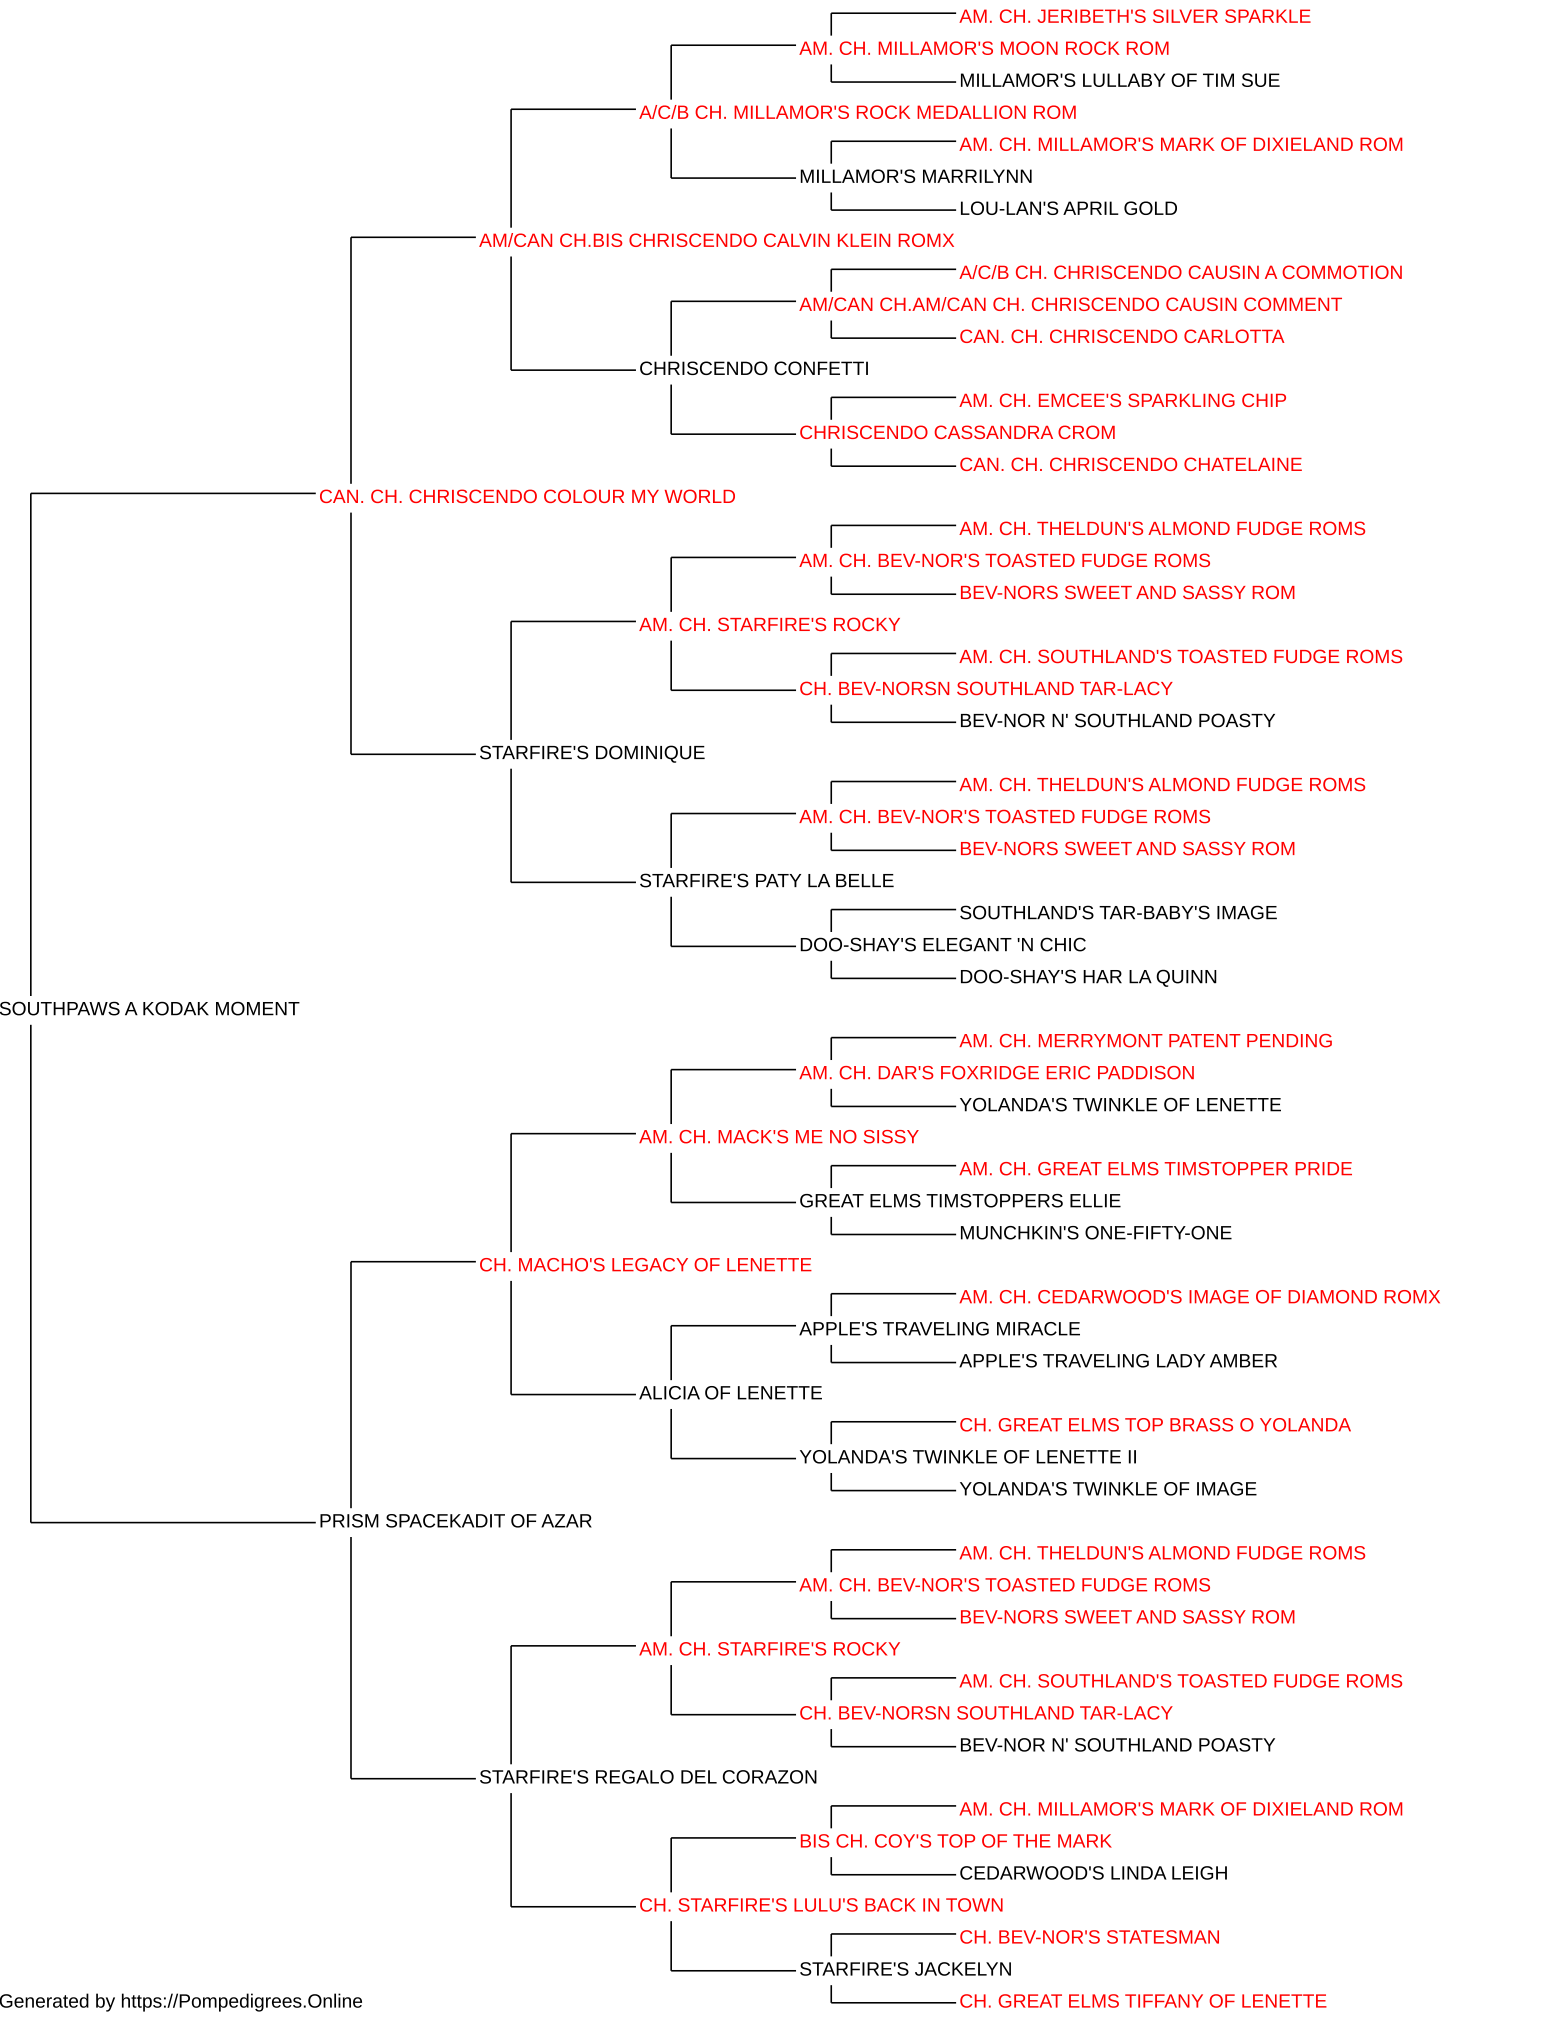 AM. CH. JERIBETH'S SILVER SPARKLE
AM. CH. MILLAMOR'S MOON ROCK ROM
MILLAMOR'S LULLABY OF TIM SUE
A/C/B CH. MILLAMOR'S ROCK MEDALLION ROM
AM. CH. MILLAMOR'S MARK OF DIXIELAND ROM
MILLAMOR'S MARRILYNN
LOU-LAN'S APRIL GOLD
AM/CAN CH.BIS CHRISCENDO CALVIN KLEIN ROMX
A/C/B CH. CHRISCENDO CAUSIN A COMMOTION
AM/CAN CH.AM/CAN CH. CHRISCENDO CAUSIN COMMENT
CAN. CH. CHRISCENDO CARLOTTA
CHRISCENDO CONFETTI
AM. CH. EMCEE'S SPARKLING CHIP
CHRISCENDO CASSANDRA CROM
CAN. CH. CHRISCENDO CHATELAINE
CAN. CH. CHRISCENDO COLOUR MY WORLD
AM. CH. THELDUN'S ALMOND FUDGE ROMS
AM. CH. BEV-NOR'S TOASTED FUDGE ROMS
BEV-NORS SWEET AND SASSY ROM
AM. CH. STARFIRE'S ROCKY
AM. CH. SOUTHLAND'S TOASTED FUDGE ROMS
CH. BEV-NORSN SOUTHLAND TAR-LACY
BEV-NOR N' SOUTHLAND POASTY
STARFIRE'S DOMINIQUE
AM. CH. THELDUN'S ALMOND FUDGE ROMS
AM. CH. BEV-NOR'S TOASTED FUDGE ROMS
BEV-NORS SWEET AND SASSY ROM
STARFIRE'S PATY LA BELLE
SOUTHLAND'S TAR-BABY'S IMAGE
DOO-SHAY'S ELEGANT 'N CHIC
DOO-SHAY'S HAR LA QUINN
SOUTHPAWS A KODAK MOMENT
AM. CH. MERRYMONT PATENT PENDING
AM. CH. DAR'S FOXRIDGE ERIC PADDISON
YOLANDA'S TWINKLE OF LENETTE
AM. CH. MACK'S ME NO SISSY
AM. CH. GREAT ELMS TIMSTOPPER PRIDE
GREAT ELMS TIMSTOPPERS ELLIE
MUNCHKIN'S ONE-FIFTY-ONE
CH. MACHO'S LEGACY OF LENETTE
AM. CH. CEDARWOOD'S IMAGE OF DIAMOND ROMX
APPLE'S TRAVELING MIRACLE
APPLE'S TRAVELING LADY AMBER
ALICIA OF LENETTE
CH. GREAT ELMS TOP BRASS O YOLANDA
YOLANDA'S TWINKLE OF LENETTE II
YOLANDA'S TWINKLE OF IMAGE
PRISM SPACEKADIT OF AZAR
AM. CH. THELDUN'S ALMOND FUDGE ROMS
AM. CH. BEV-NOR'S TOASTED FUDGE ROMS
BEV-NORS SWEET AND SASSY ROM
AM. CH. STARFIRE'S ROCKY
AM. CH. SOUTHLAND'S TOASTED FUDGE ROMS
CH. BEV-NORSN SOUTHLAND TAR-LACY
BEV-NOR N' SOUTHLAND POASTY
STARFIRE'S REGALO DEL CORAZON
AM. CH. MILLAMOR'S MARK OF DIXIELAND ROM
BIS CH. COY'S TOP OF THE MARK
CEDARWOOD'S LINDA LEIGH
CH. STARFIRE'S LULU'S BACK IN TOWN
CH. BEV-NOR'S STATESMAN
STARFIRE'S JACKELYN
CH. GREAT ELMS TIFFANY OF LENETTE
Generated by https://Pompedigrees.Online